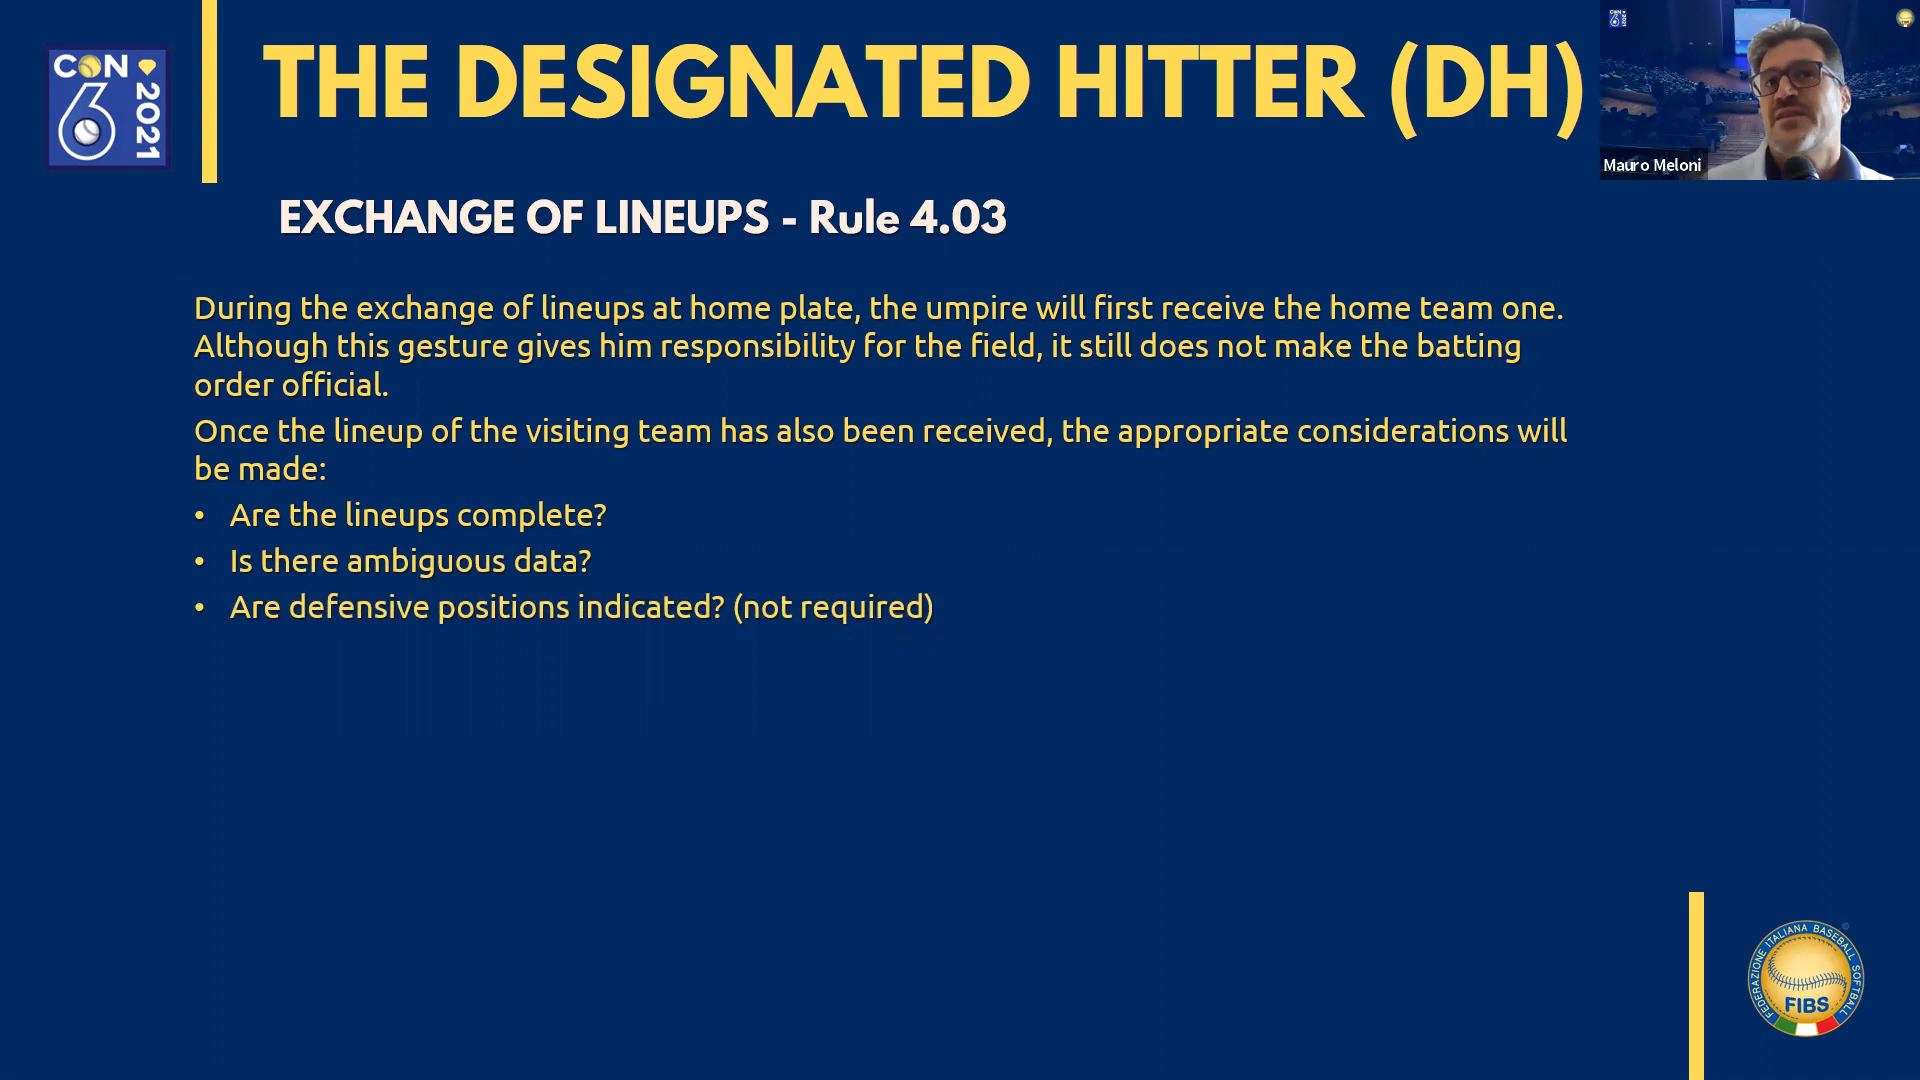 CON 6 2021
THE DESIGNATED HITTER (DH)
Mauro Meloni
EXCHANGE OF LINEUPS - Rule 4.03
During the exchange of lineups at home plate, the umpire will first receive the home team one.
Although this gesture gives him responsibility for the field, it still does not make the batting
order official.
Once the lineup of the visiting team has also been received, the appropriate considerations will
be made:
• Are the lineups complete?
• Is there ambiguous data?
• Are defensive positions indicated? (not required)
FEDERAZIONE ITALIANA BASEBALL SOFTBALL
FIBS